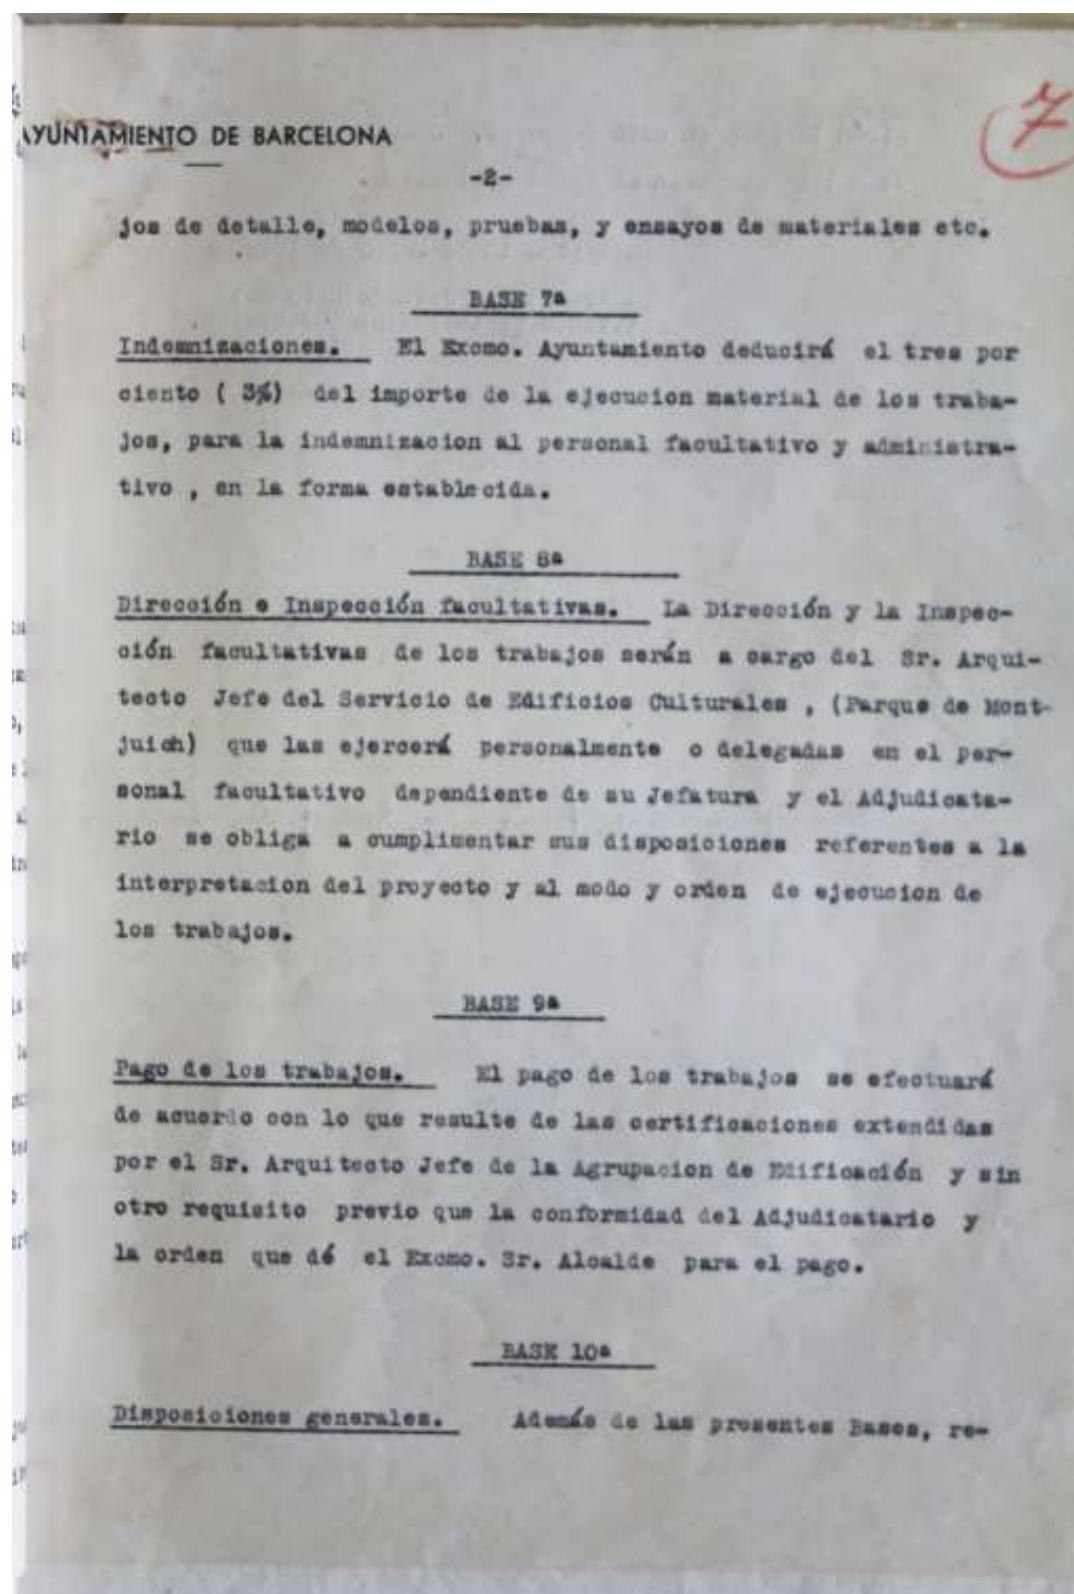 AYUNTAMIENTO DE BARCELONA
7
-2-
jos de detalle, modelos, pruebas, y ensayos de materiales etc.
BASE 7ª
Indemnizaciones. El Excmo. Ayuntamiento deducirá el tres por
ciento ( 3%) del importe de la ejecucion material de los traba-
jos, para la indemnizacion al personal facultativo y administra-
tivo , en la forma establecida.
BASE 8ª
Dirección e Inspección facultativas. La Dirección y la Inspec-
ción facultativas de los trabajos serán a cargo del Sr. Arqui-
tecto Jefe del Servicio de Edificios Culturales , (Parque de Mont-
juich) que las ejercerá personalmente o delegadas en el per-
sonal facultativo dependiente de su Jefatura y el Adjudicata-
rio se obliga a cumplimentar sus disposiciones referentes a la
interpretacion del proyecto y al modo y orden de ejecucion de
los trabajos.
BASE 9ª
Pago de los trabajos. El pago de los trabajos se efectuará
de acuerdo con lo que resulte de las certificaciones extendidas
por el Sr. Arquitecto Jefe de la Agrupacion de Edificación y sin
otro requisito previo que la conformidad del Adjudicatario y
la orden que dé el Excmo. Sr. Alcalde para el pago.
BASE 10ª
Disposiciones generales. Además de las presentes Bases, re-